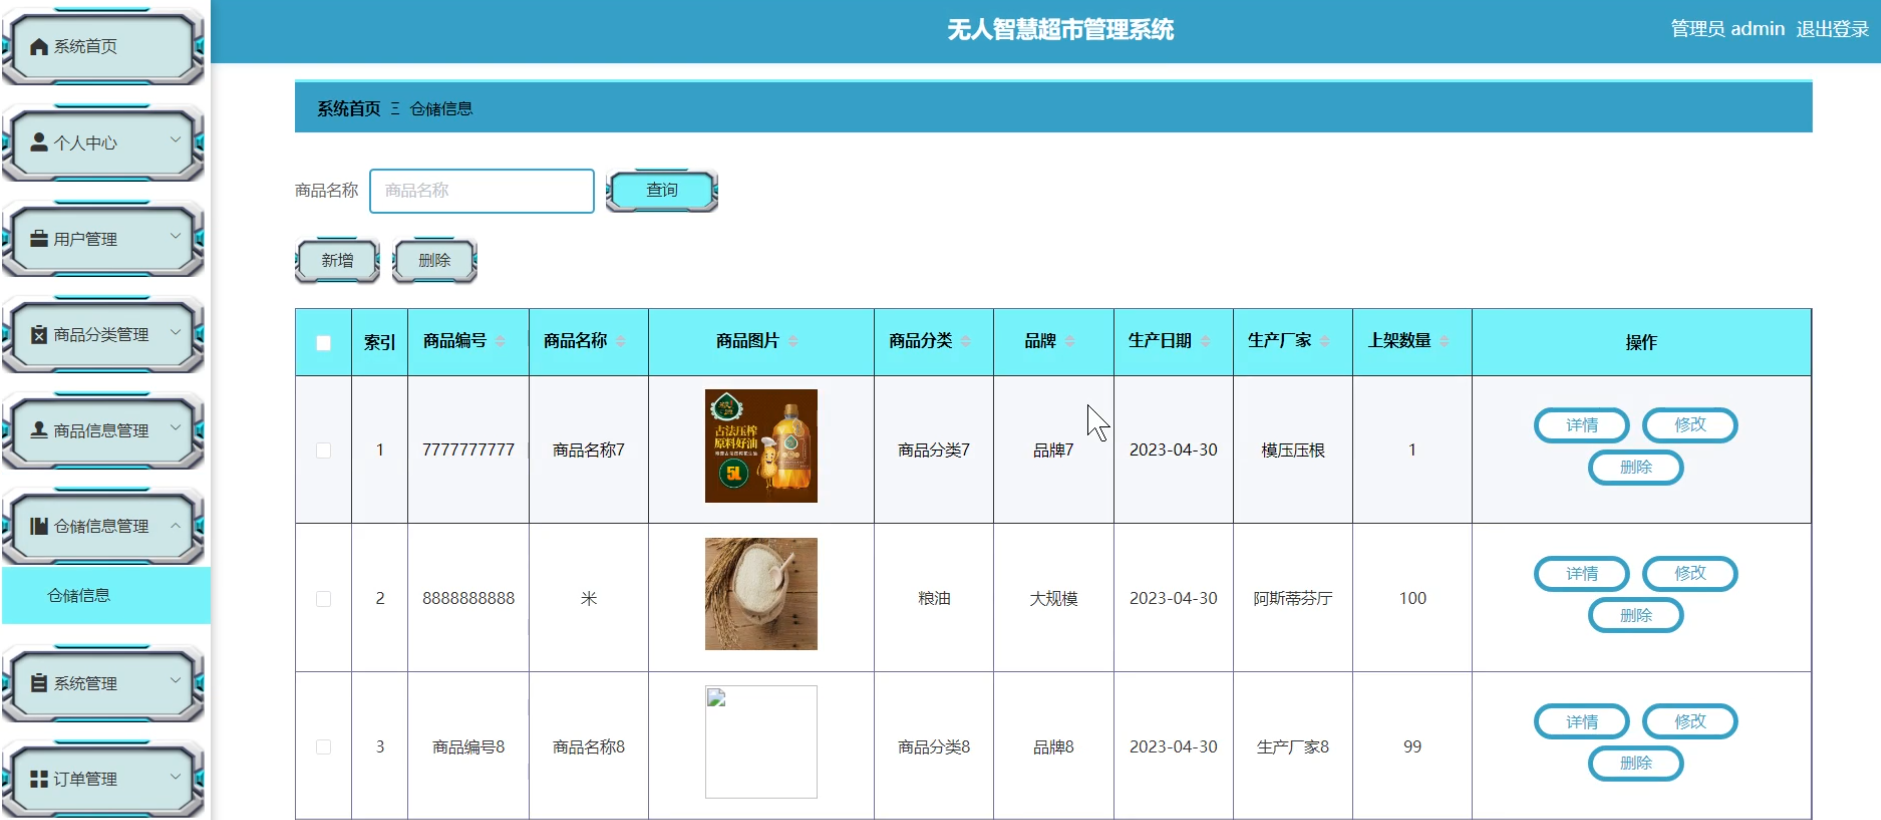 无人智慧超市管理系统
管理员 admin 退出登录
系统首页
个人中心
用户管理
商品分类管理
商品信息管理
仓储信息管理
仓储信息
系统管理
订单管理
系统首页 Ξ 仓储信息
商品名称 商品名称 查询
新增 删除
索引 商品编号 商品名称 商品图片 商品分类 品牌 生产日期 生产厂家 上架数量 操作
古法压榨
原料好油
5L
1 7777777777 商品名称7 商品分类7 品牌7 2023-04-30 模压压根 1 详情 修改
删除
2 8888888888 米 粮油 大规模 2023-04-30 阿斯蒂芬厅 100 详情 修改
删除
3 商品编号8 商品名称8 商品分类8 品牌8 2023-04-30 生产厂家8 99 详情 修改
删除